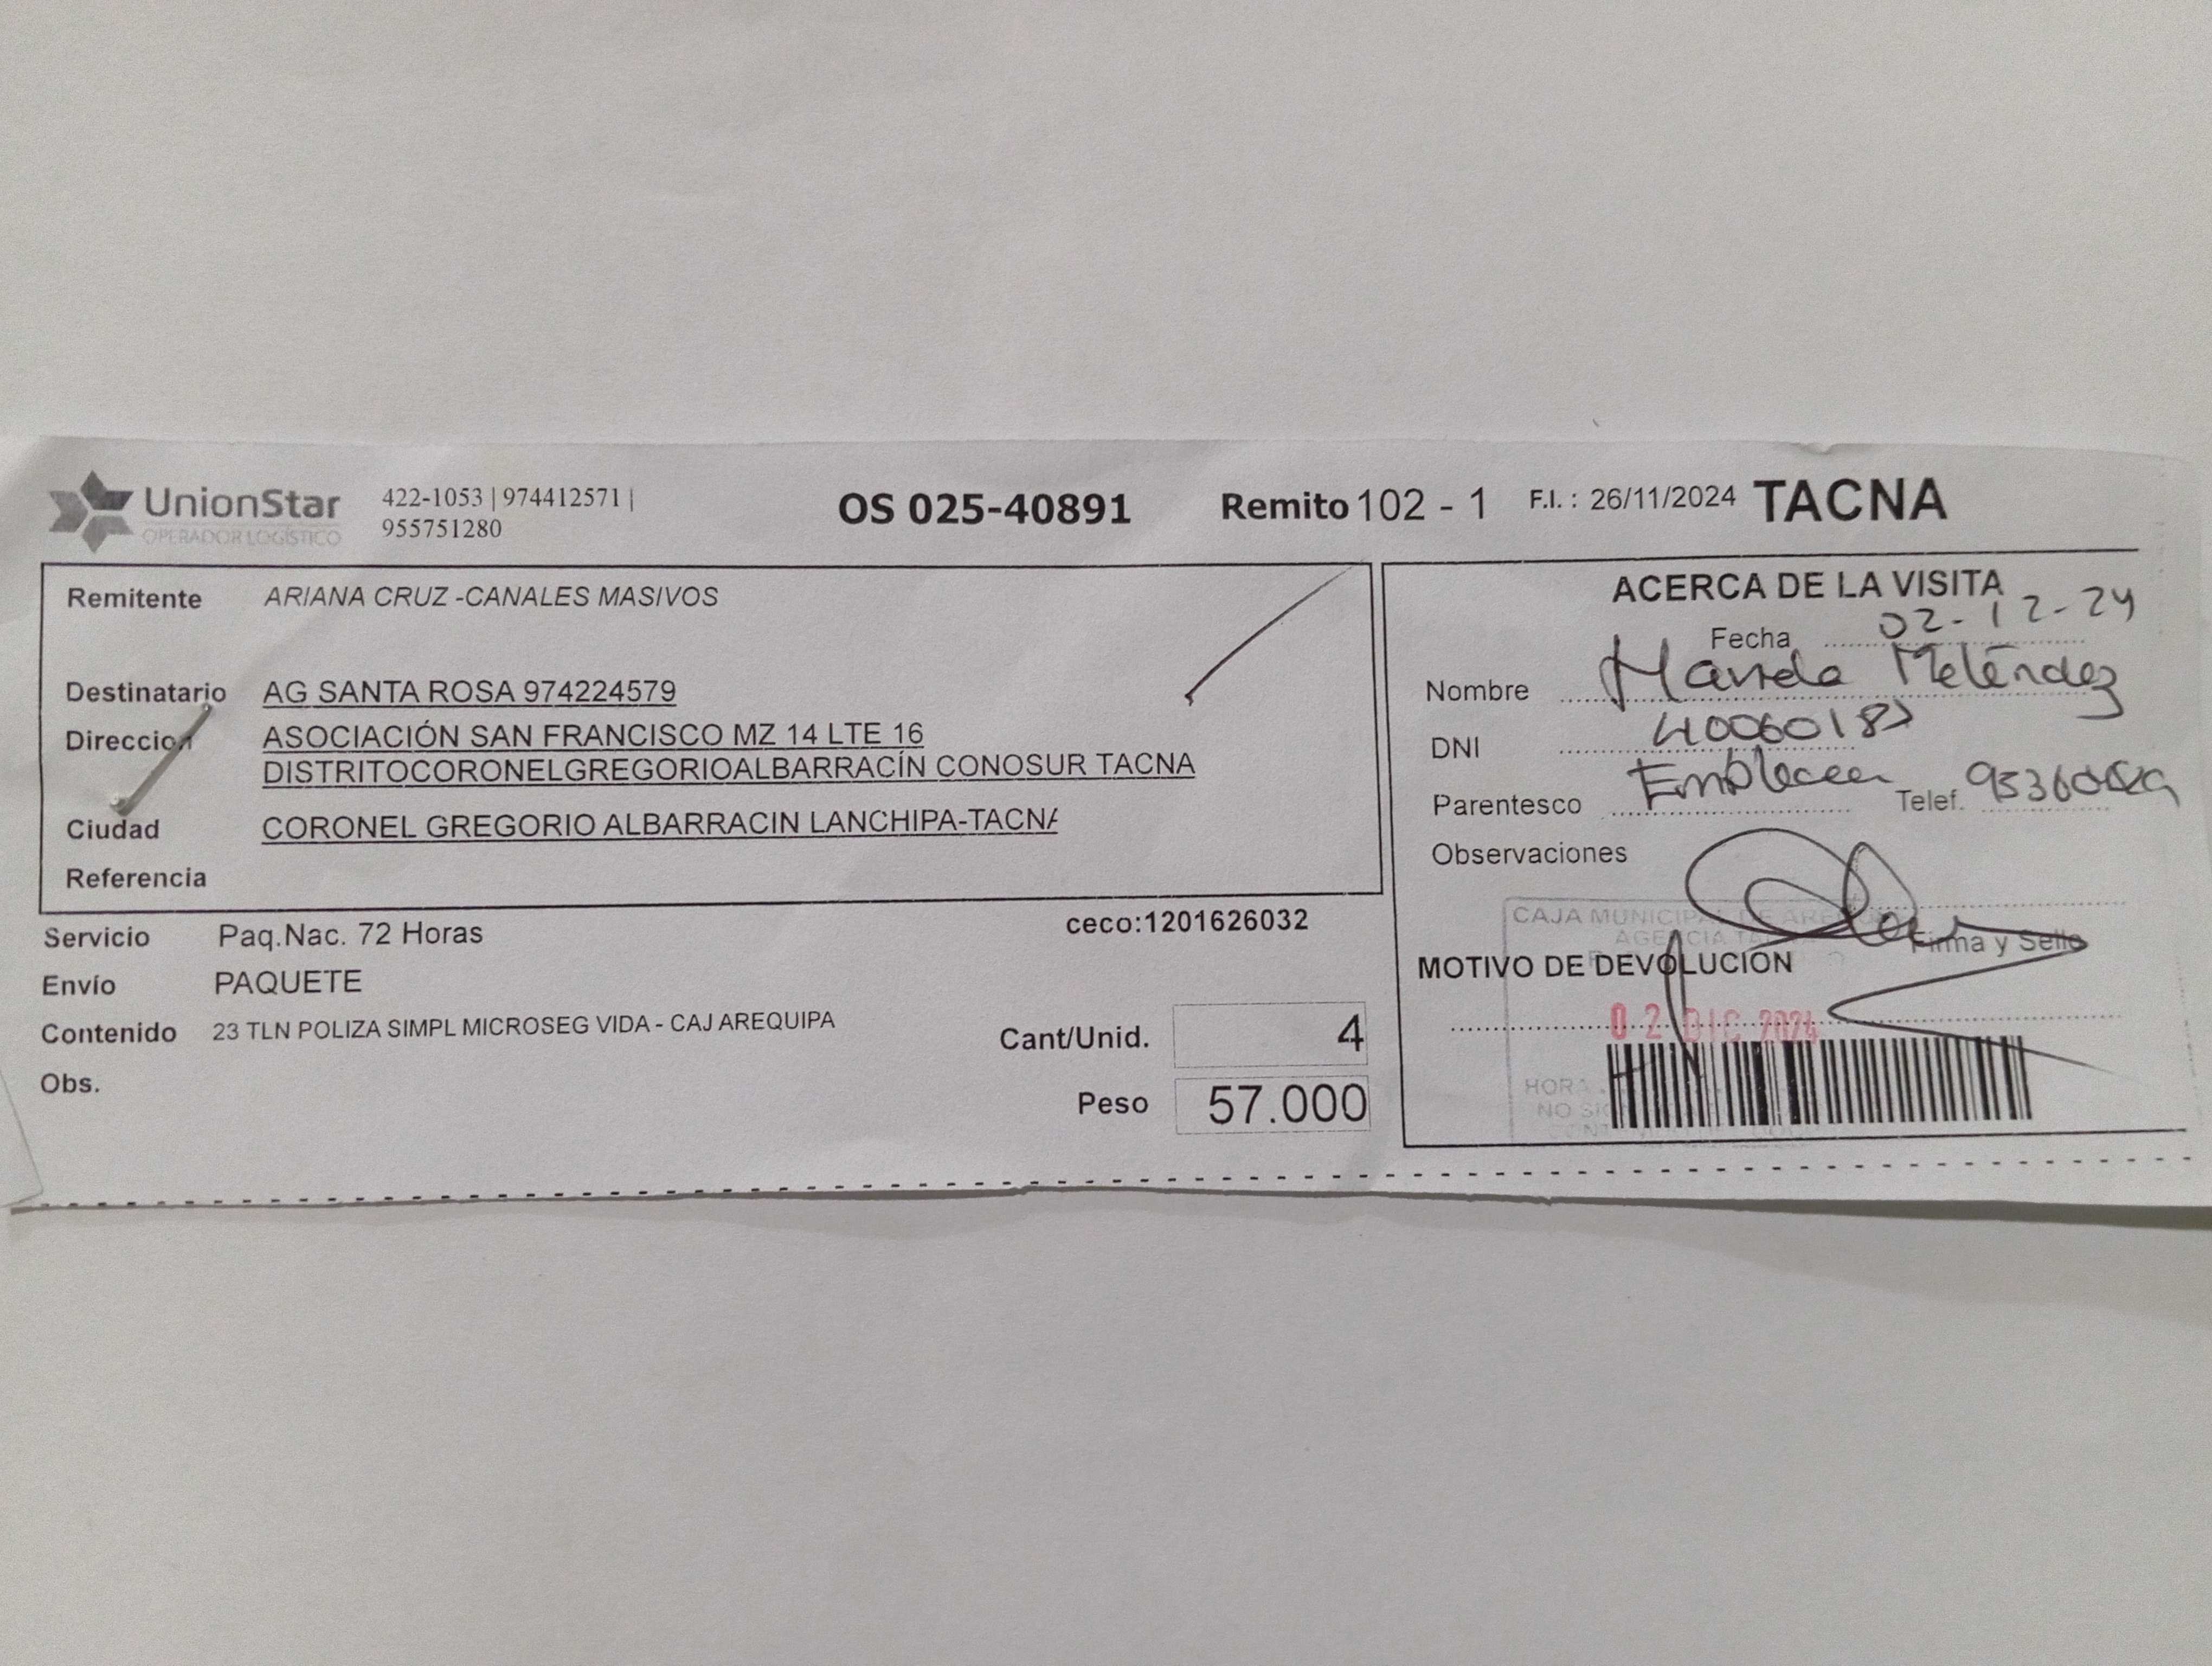 UnionStar
OPERADOR LOGÍSTICO
422-1053 | 974412571 |
955751280
OS 025-40891
Remito 102 - 1
F.I. : 26/11/2024
TACNA
Remitente ARIANA CRUZ -CANALES MASIVOS
Destinatario AG SANTA ROSA 974224579
Direccion ASOCIACIÓN SAN FRANCISCO MZ 14 LTE 16
DISTRITOCORONELGREGORIOALBARRACÍN CONOSUR TACNA
Ciudad CORONEL GREGORIO ALBARRACIN LANCHIPA-TACNA
Referencia
Servicio Paq.Nac. 72 Horas
ceco:1201626032
Envío PAQUETE
Contenido 23 TLN POLIZA SIMPL MICROSEG VIDA - CAJ AREQUIPA
Cant/Unid. 4
Obs.
Peso 57.000
ACERCA DE LA VISITA
Fecha 02-12-24
Nombre Meléndez
DNI
Parentesco Telef.
Observaciones
CAJA MUNICIPAL DE
AGENCIA
Firma y Sello
MOTIVO DE DEVOLUCION
02 DIC 2024